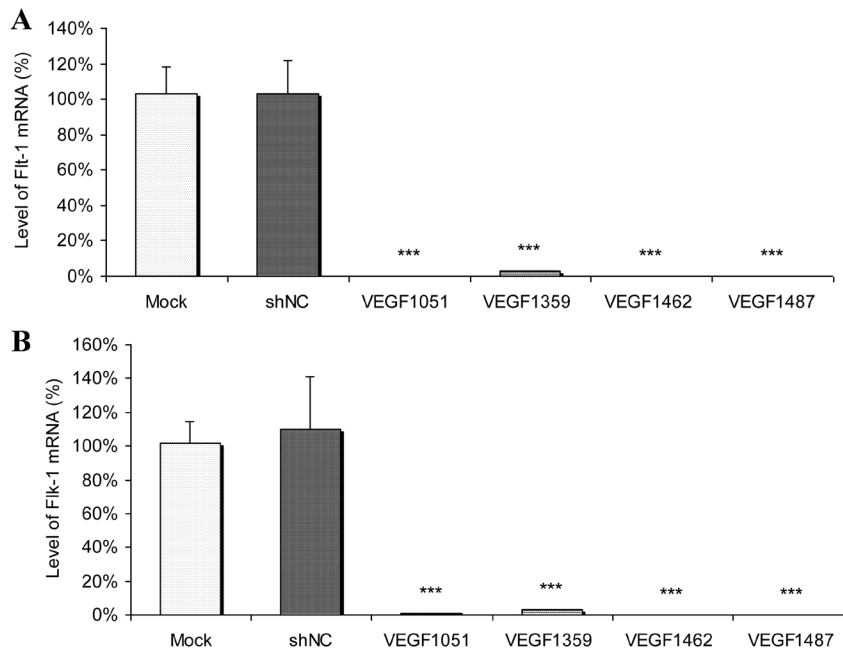 A
Level of Flt-1 mRNA (%)
140%
120%
100%
80%
60%
40%
20%
0%
*** *** *** ***
Mock shNC VEGF1051 VEGF1359 VEGF1462 VEGF1487
B
Level of Flk-1 mRNA (%)
160%
140%
120%
100%
80%
60%
40%
20%
0%
*** *** *** ***
Mock shNC VEGF1051 VEGF1359 VEGF1462 VEGF1487